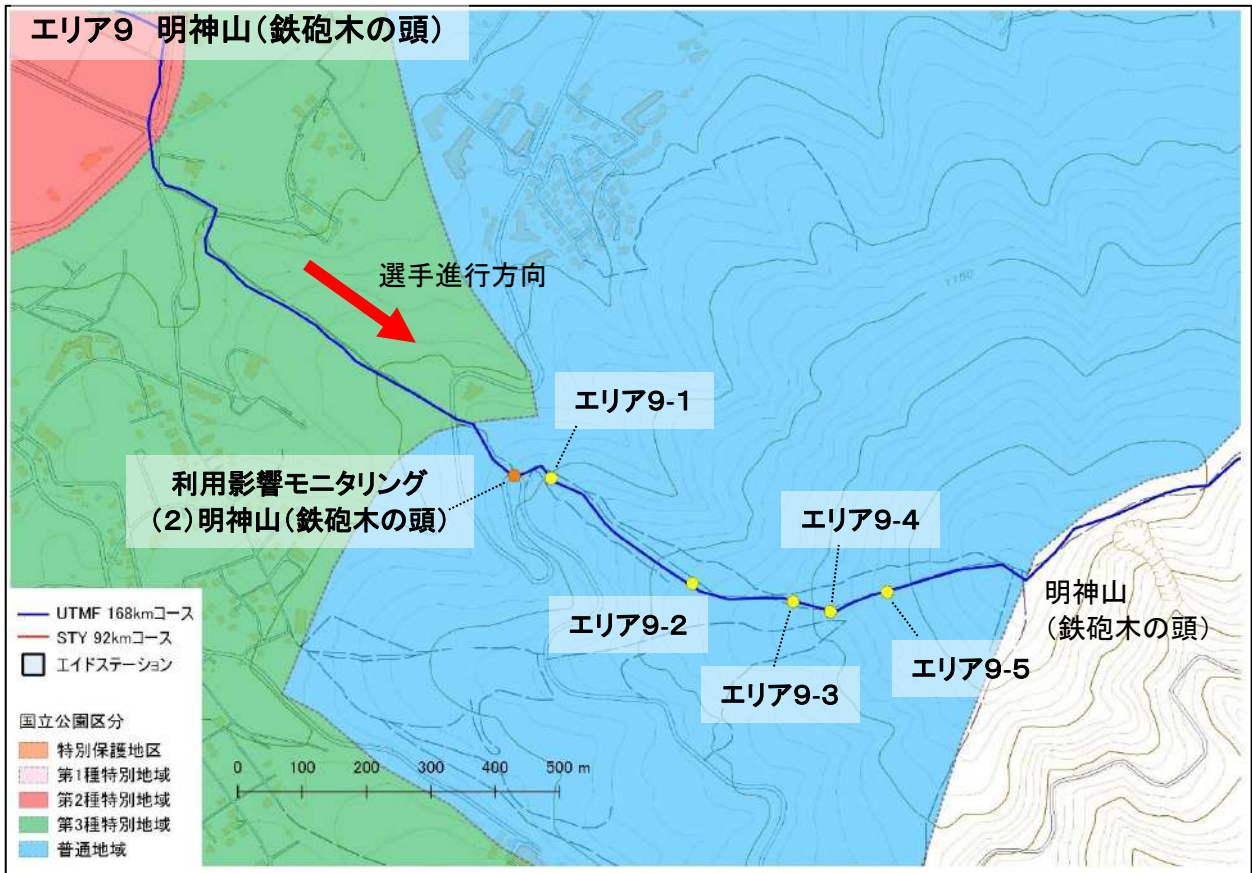 エリア9 明神山(鉄砲木の頭)
選手進行方向
エリア9-1
利用影響モニタリング
(2)明神山(鉄砲木の頭)
エリア9-4
エリア9-2
エリア9-3
エリア9-5
明神山
(鉄砲木の頭)
1150
UTMF 168kmコース
STY 92kmコース
エイドステーション
国立公園区分
特別保護地区
第1種特別地域
第2種特別地域
第3種特別地域
普通地域
0 100 200 300 400 500 m